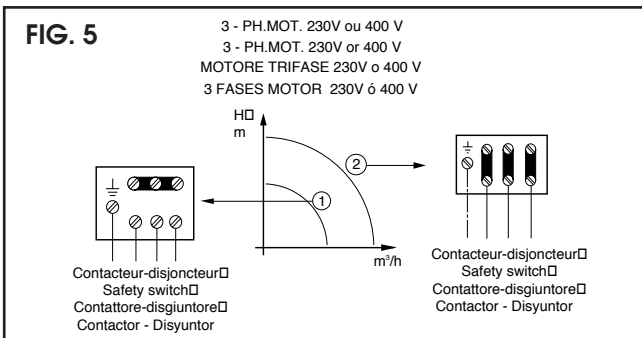 FIG. 5
3 - PH.MOT. 230V ou 400 V
3 - PH.MOT. 230V or 400 V
MOTORE TRIFASE 230V o 400 V
3 FASES MOTOR 230V ó 400 V
H□
m
2
1
m³/h
Contacteur-disjoncteur□
Safety switch□
Contattore-disgiuntore□
Contactor - Disyuntor
Contacteur-disjoncteur□
Safety switch□
Contattore-disgiuntore□
Contactor - Disyuntor